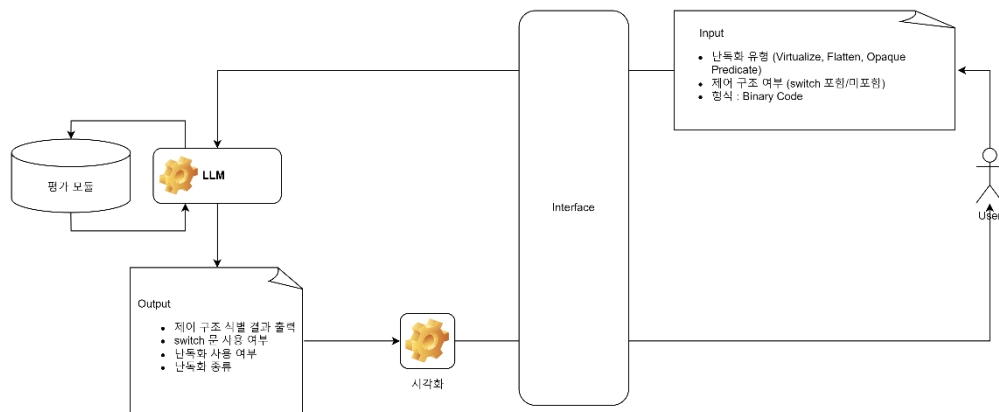 Input
난독화 유형 (Virtualize, Flatten, Opaque
Predicate)
제어 구조 여부 (switch 포함/미포함)
형식 : Binary Code
LLM
평가 모듈
Interface
User
Output
제어 구조 식별 결과 출력
switch 문 사용 여부
난독화 사용 여부
난독화 종류
시각화